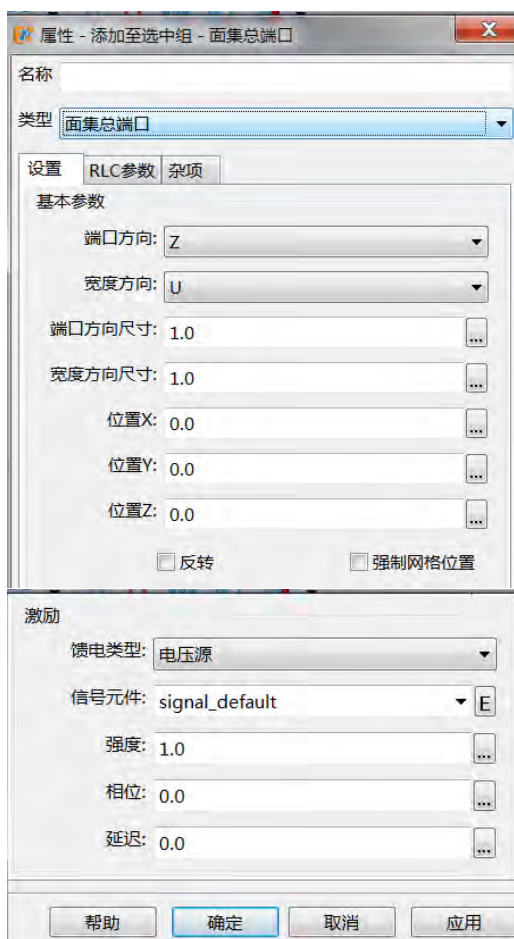 属性 - 添加至选中组 - 面集总端口
名称
类型 面集总端口
设置 RLC参数 杂项
基本参数
端口方向: Z
宽度方向: U
端口方向尺寸: 1.0 ...
宽度方向尺寸: 1.0 ...
位置X: 0.0 ...
位置Y: 0.0 ...
位置Z: 0.0 ...
反转 强制网格位置
激励
馈电类型: 电压源
信号元件: signal_default E
强度: 1.0 ...
相位: 0.0 ...
延迟: 0.0 ...
帮助 确定 取消 应用